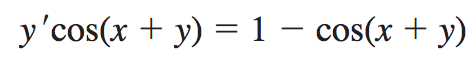 y′cos(x + y) = 1 − cos(x + y)